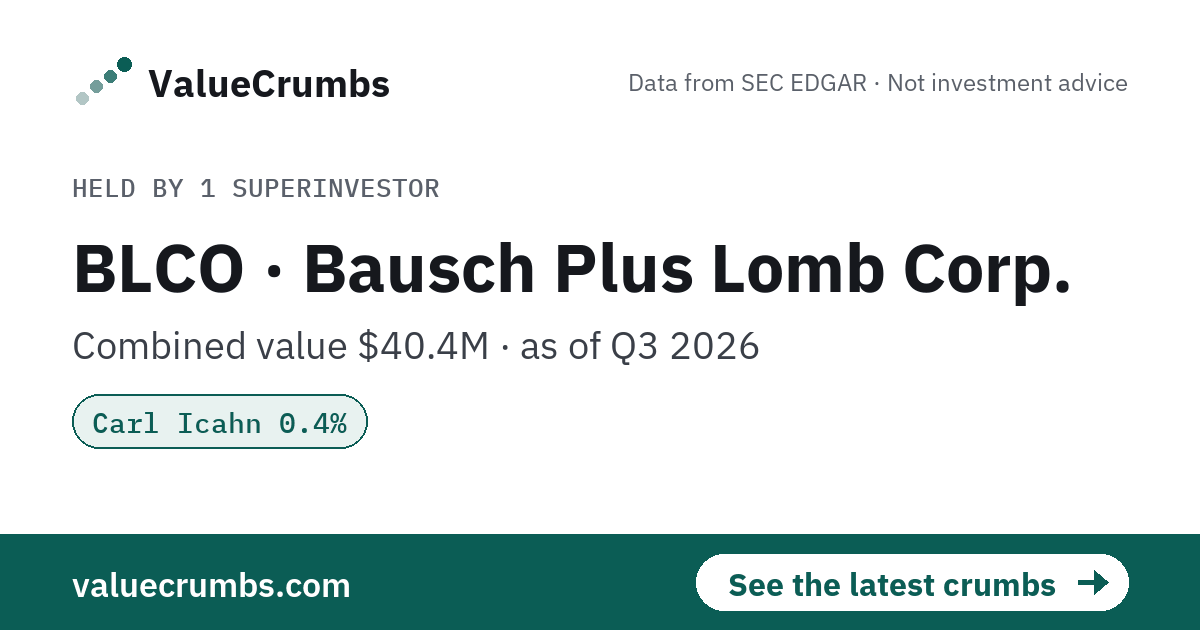 ValueCrumbs
Data from SEC EDGAR · Not investment advice
HELD BY 1 SUPERINVESTOR
BLCO · Bausch Plus Lomb Corp.
Combined value $40.4M · as of Q3 2026
Carl Icahn 0.4%
valuecrumbs.com
See the latest crumbs